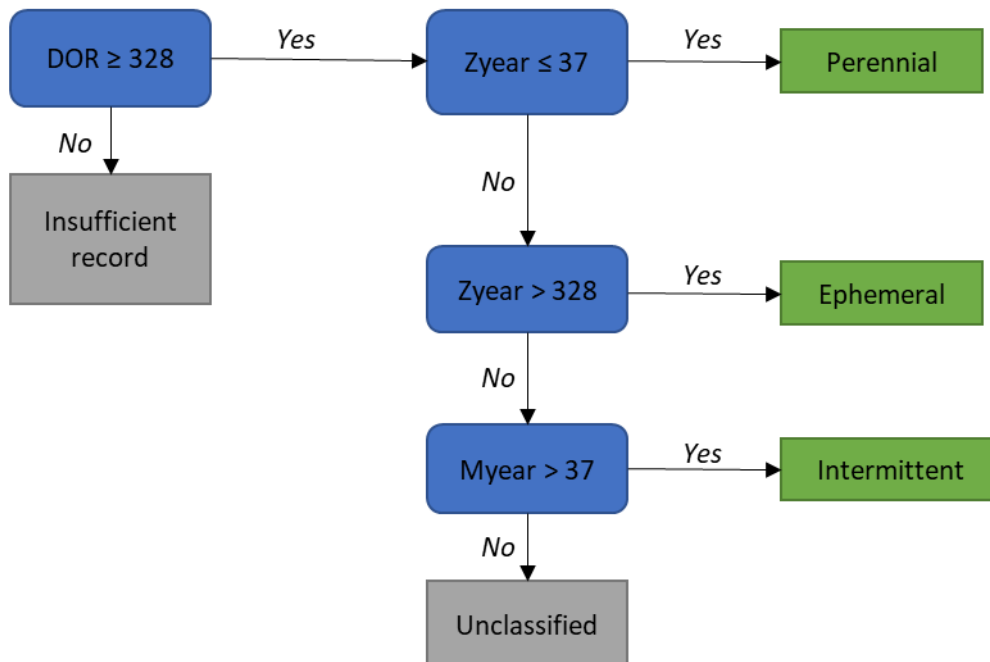 DOR ≥ 328
Yes
Zyear ≤ 37
Yes
Perennial
No
Insufficient
record
No
Zyear > 328
Yes
Ephemeral
No
Myear > 37
Yes
Intermittent
No
Unclassified